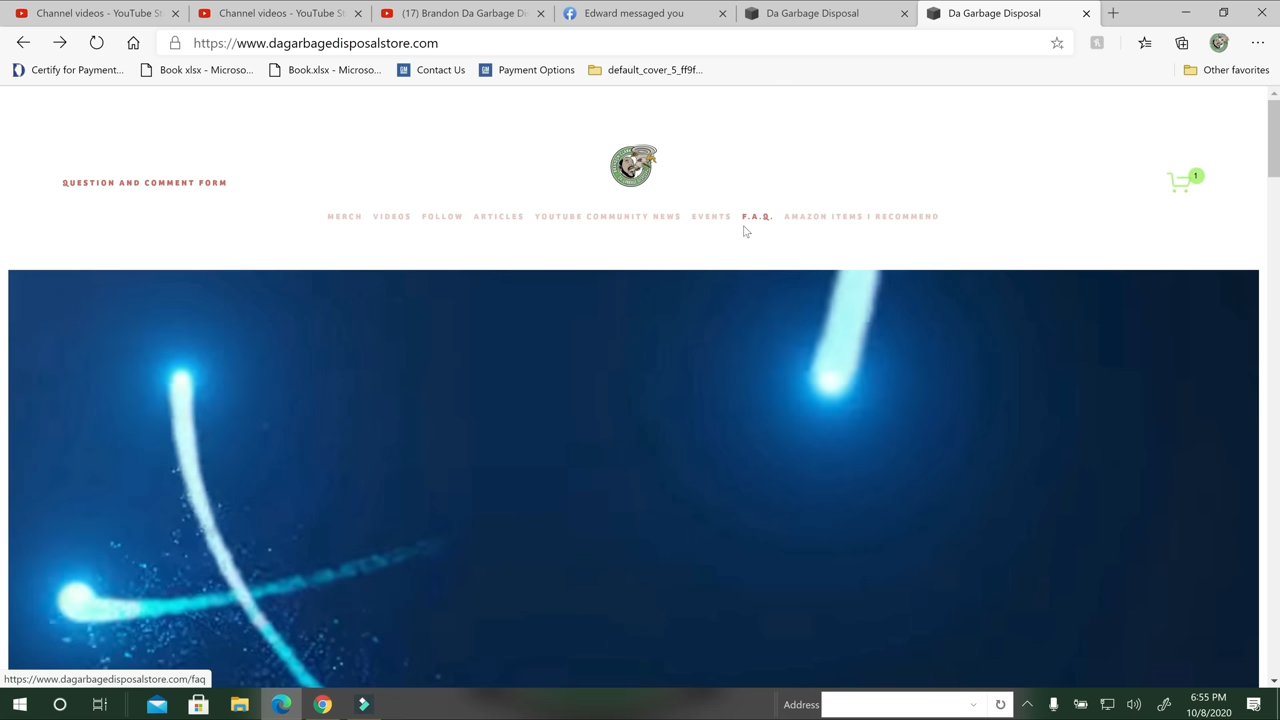 Channel videos - YouTube St
Channel videos - YouTube St
(17) Brandon Da Garbage Di
Edward messaged you
Da Garbage Disposal
Da Garbage Disposal
https://www.dagarbagedisposalstore.com
Certify for Payment...
Book xlsx - Microso...
Book.xlsx - Microso...
GM Contact Us
GM Payment Options
default_cover_5_ff9f...
Other favorites
QUESTION AND COMMENT FORM
1
MERCH VIDEOS FOLLOW ARTICLES YOUTUBE COMMUNITY NEWS EVENTS F.A.Q. AMAZON ITEMS I RECOMMEND
https://www.dagarbagedisposalstore.com/faq
Address
6:55 PM
10/8/2020